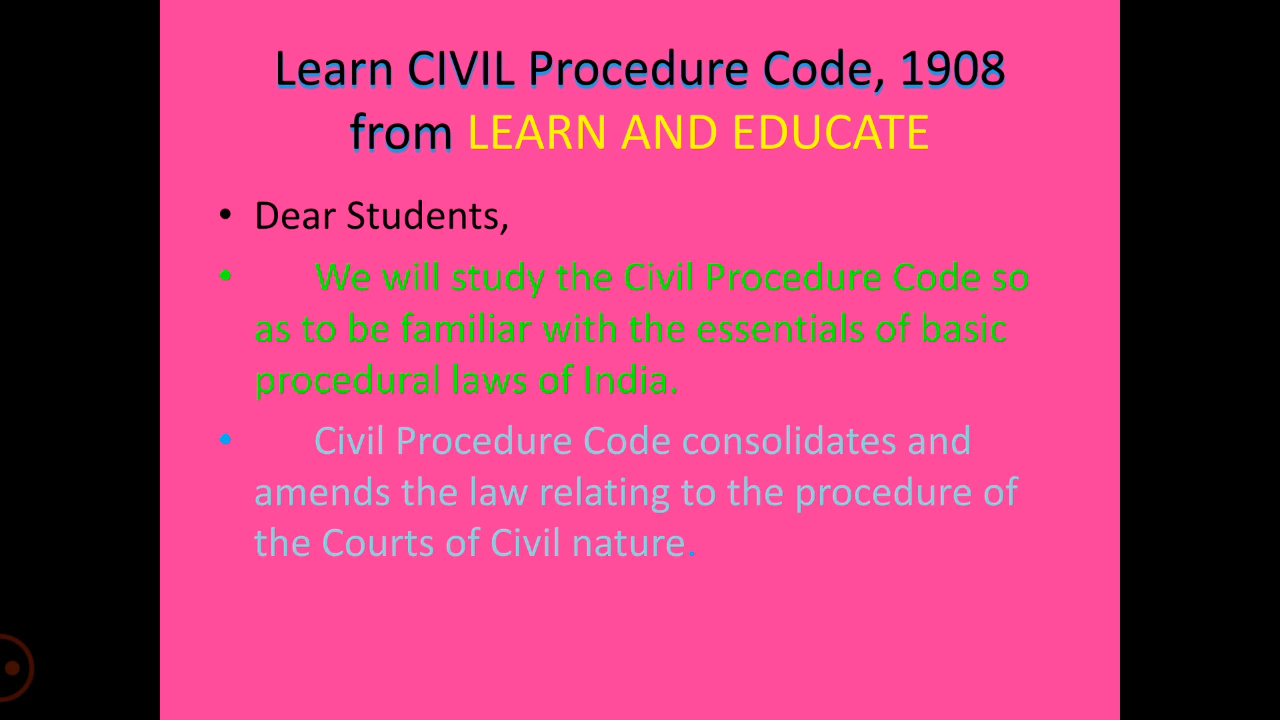 Learn CIVIL Procedure Code, 1908
from LEARN AND EDUCATE
• Dear Students,
• We will study the Civil Procedure Code so
as to be familiar with the essentials of basic
procedural laws of India.
• Civil Procedure Code consolidates and
amends the law relating to the procedure of
the Courts of Civil nature.